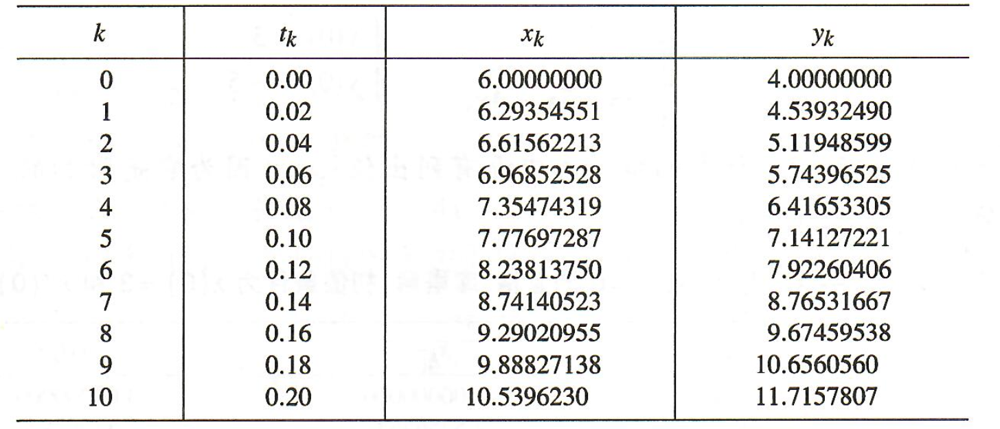 k t_k x_k y_k
0 0.00 6.00000000 4.00000000
1 0.02 6.29354551 4.53932490
2 0.04 6.61562213 5.11948599
3 0.06 6.96852528 5.74396525
4 0.08 7.35474319 6.41653305
5 0.10 7.77697287 7.14127221
6 0.12 8.23813750 7.92260406
7 0.14 8.74140523 8.76531667
8 0.16 9.29020955 9.67459538
9 0.18 9.88827138 10.6560560
10 0.20 10.5396230 11.7157807